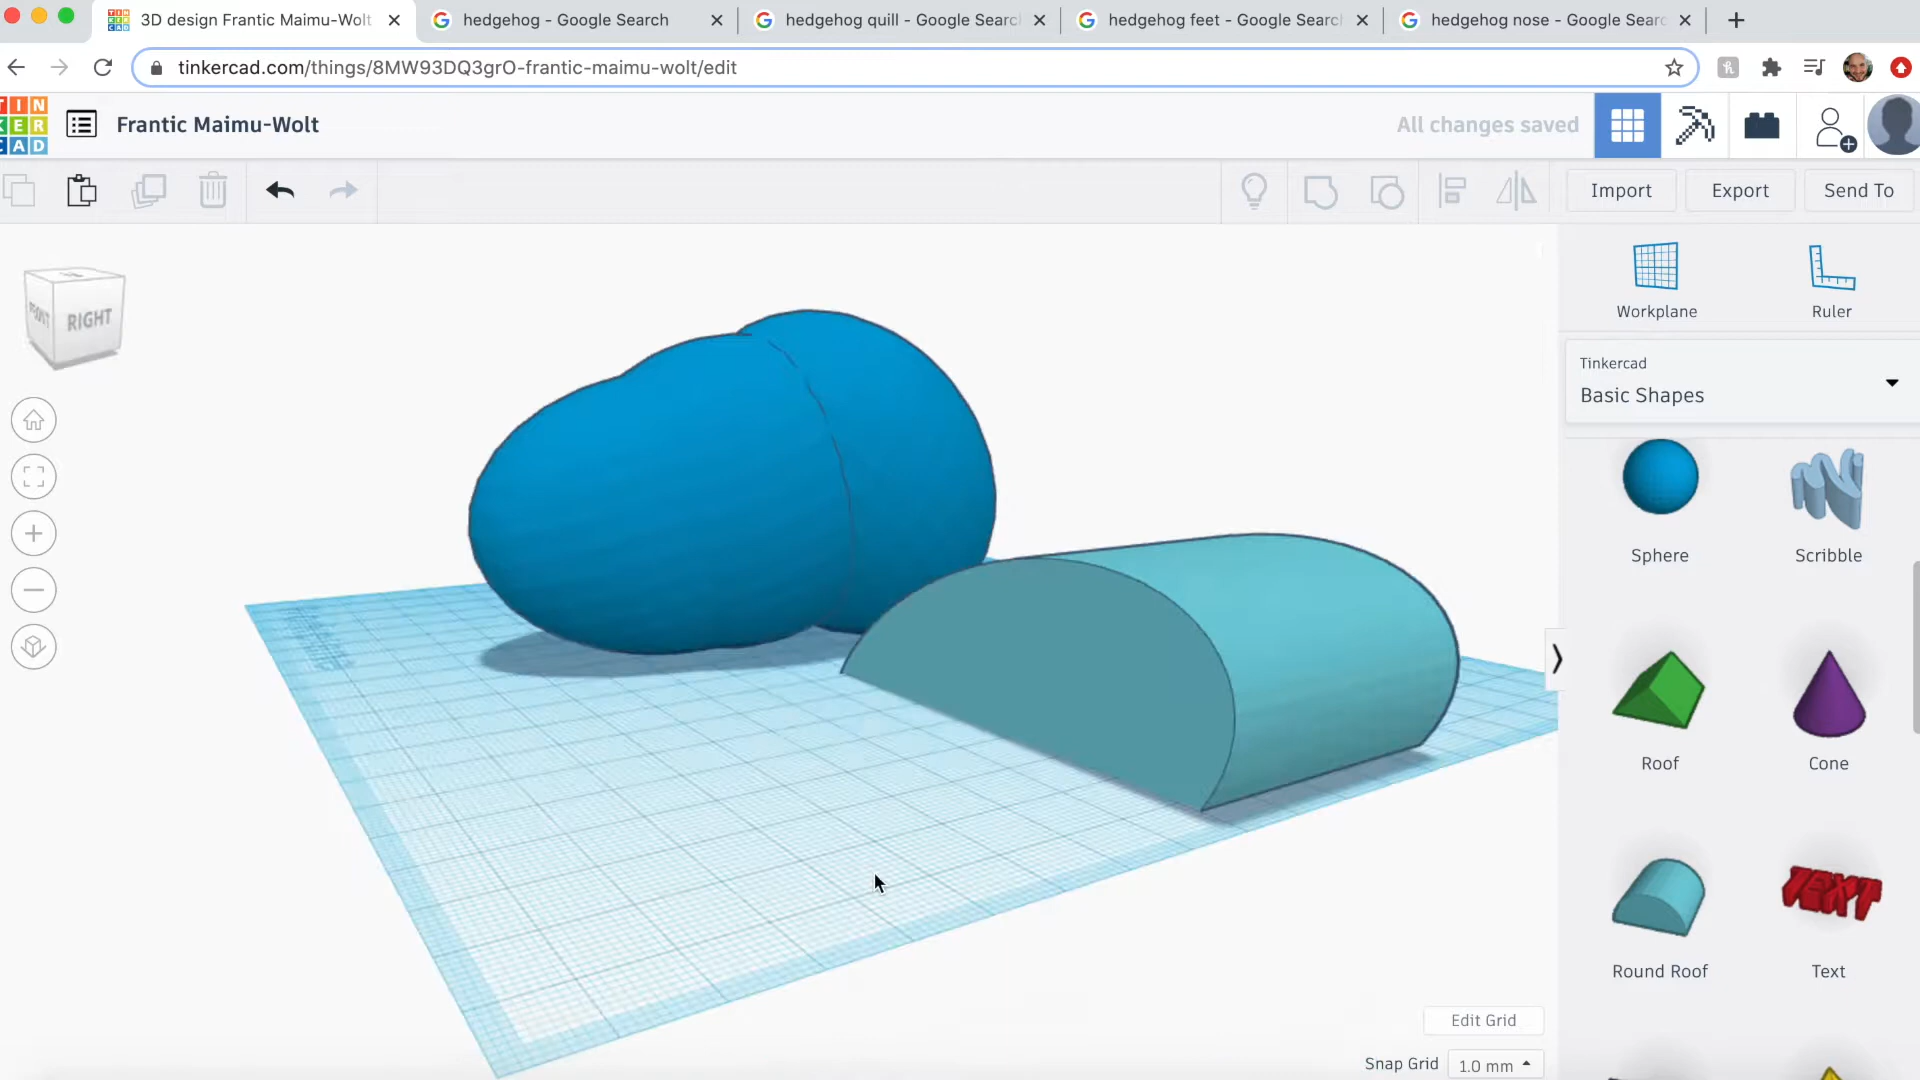 3D design Frantic Maimu-Wolt
hedgehog - Google Search
hedgehog quill - Google Searc
hedgehog feet - Google Searc
hedgehog nose - Google Searc
tinkercad.com/things/8MW93DQ3grO-frantic-maimu-wolt/edit
TIN
KER
CAD
Frantic Maimu-Wolt
All changes saved
Import
Export
Send To
FRONT
RIGHT
Workplane
Ruler
Tinkercad
Basic Shapes
Sphere
Scribble
Roof
Cone
TEXT
Round Roof
Text
Edit Grid
Snap Grid
1.0 mm